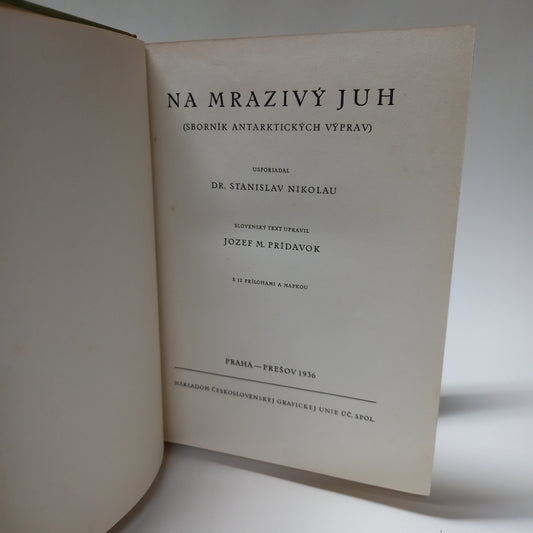 NA MRAZIVÝ JUH
(SBORNÍK ANTARKTICKÝCH VÝPRAV)
USPORIADAL
DR. STANISLAV NIKOLAU
SLOVENSKÝ TEXT UPRAVIL
JOZEF M. PRÍDAVOK
S 12 PRÍLOHAMI A MAPKOU
PRAHA — PREŠOV 1936
NÁKLADOM ČESKOSLOVENSKEJ GRAFICKEJ UNIE ÚČ. SPOL.